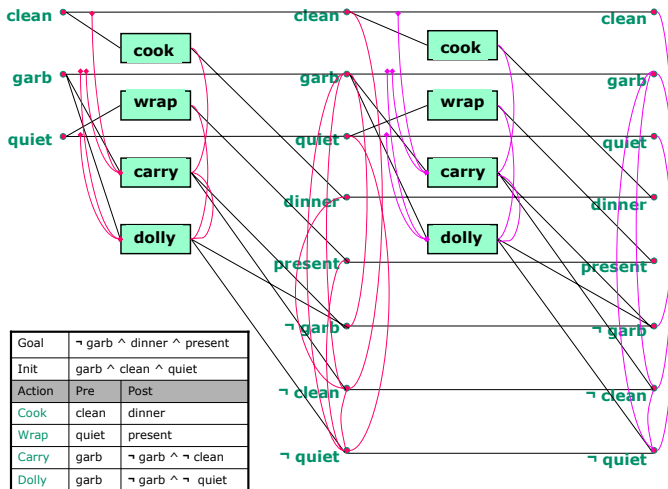 clean
clean
clean
cook
cook
garb
garb
garb
wrap
wrap
quiet
quiet
quiet
carry
carry
dinner
dinner
dolly
dolly
present
present
¬ garb
¬ garb
¬ clean
¬ clean
¬ quiet
¬ quiet
Goal ¬ garb ^ dinner ^ present
Init garb ^ clean ^ quiet
Action Pre Post
Cook clean dinner
Wrap quiet present
Carry garb ¬ garb ^ ¬ clean
Dolly garb ¬ garb ^ ¬ quiet